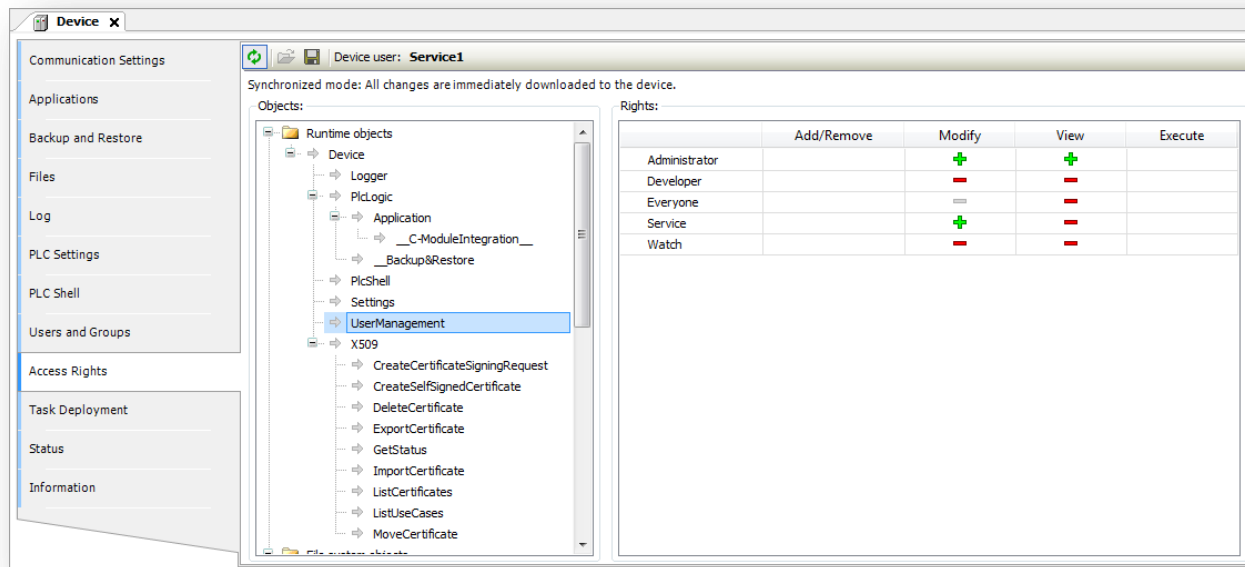 Device
Communication Settings
Applications
Backup and Restore
Files
Log
PLC Settings
PLC Shell
Users and Groups
Access Rights
Task Deployment
Status
Information
Device user: Service1
Synchronized mode: All changes are immediately downloaded to the device.
Objects:
Runtime objects
Device
Logger
PlcLogic
Application
__C-ModuleIntegration__
__Backup&Restore
PlcShell
Settings
UserManagement
X509
CreateCertificateSigningRequest
CreateSelfSignedCertificate
DeleteCertificate
ExportCertificate
GetStatus
ImportCertificate
ListCertificates
ListUseCases
MoveCertificate
File system objects
Rights:
Add/Remove Modify View Execute
Administrator
Developer
Everyone
Service
Watch